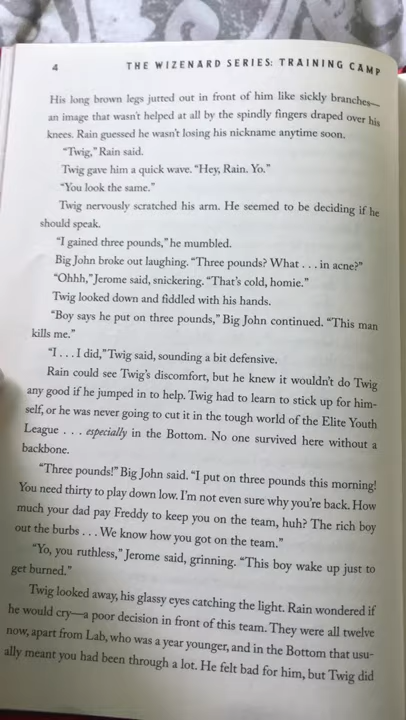 4 THE WIZENARD SERIES: TRAINING CAMP
His long brown legs jutted out in front of him like sickly branches—
an image that wasn't helped at all by the spindly fingers draped over his
knees. Rain guessed he wasn't losing his nickname anytime soon.
"Twig," Rain said.
Twig gave him a quick wave. "Hey, Rain. Yo."
"You look the same."
Twig nervously scratched his arm. He seemed to be deciding if he
should speak.
"I gained three pounds," he mumbled.
Big John broke out laughing. "Three pounds? What . . . in acne?"
"Ohhh," Jerome said, snickering. "That's cold, homie."
Twig looked down and fiddled with his hands.
"Boy says he put on three pounds," Big John continued. "This man
kills me."
"I . . . I did," Twig said, sounding a bit defensive.
Rain could see Twig's discomfort, but he knew it wouldn't do Twig
any good if he jumped in to help. Twig had to learn to stick up for him-
self, or he was never going to cut it in the tough world of the Elite Youth
League . . . especially in the Bottom. No one survived here without a
backbone.
"Three pounds!" Big John said. "I put on three pounds this morning!
You need thirty to play down low. I'm not even sure why you're back. How
much your dad pay Freddy to keep you on the team, huh? The rich boy
out the burbs . . . We know how you got on the team."
"Yo, you ruthless," Jerome said, grinning. "This boy wake up just to
get burned."
Twig looked away, his glassy eyes catching the light. Rain wondered if
he would cry—a poor decision in front of this team. They were all twelve
now, apart from Lab, who was a year younger, and in the Bottom that usu-
ally meant you had been through a lot. He felt bad for him, but Twig did